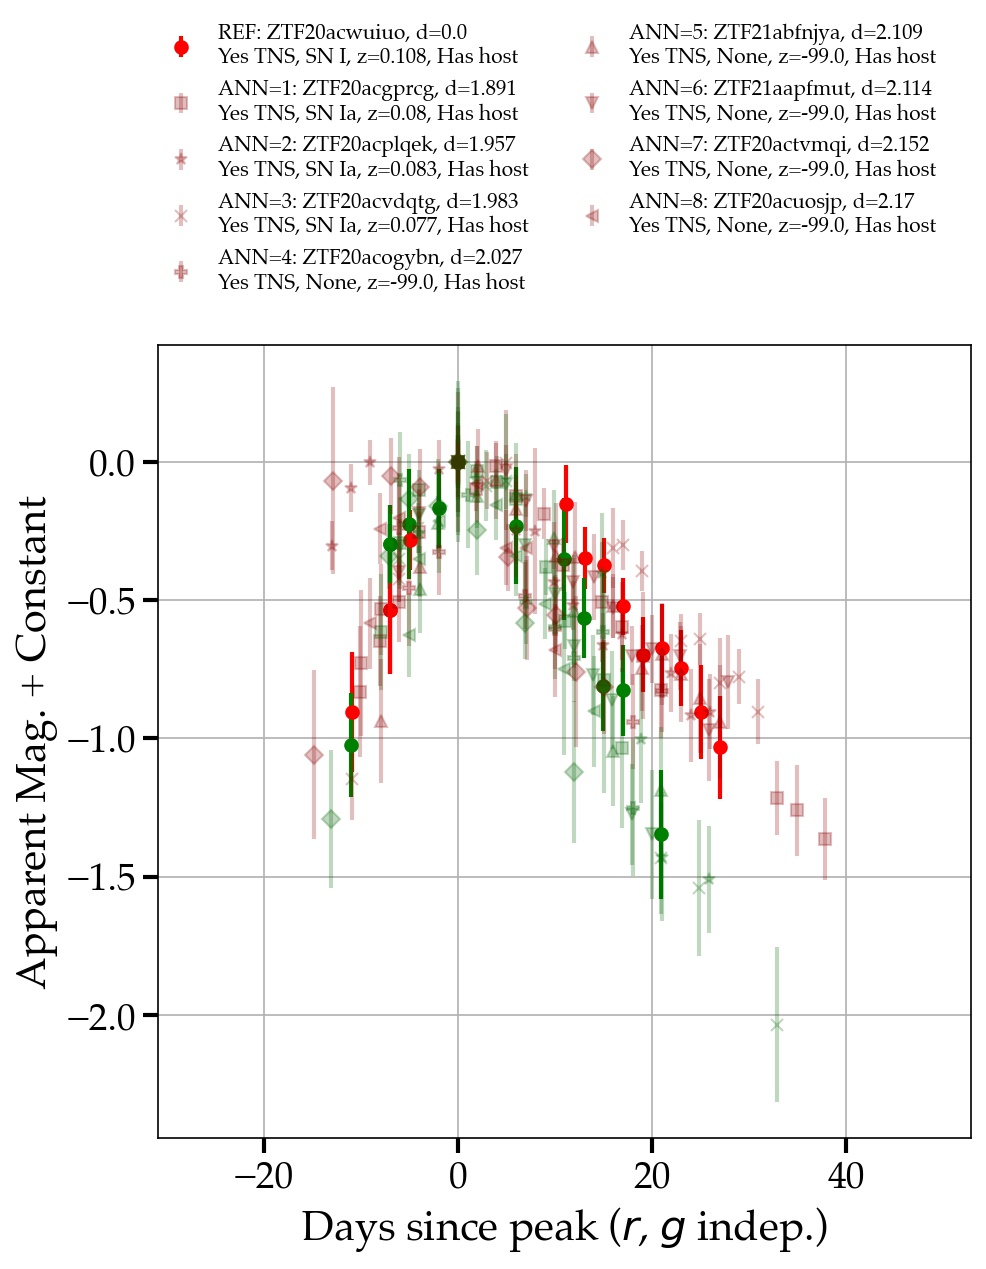 REF: ZTF20acwuiuo, d=0.0
Yes TNS, SN I, z=0.108, Has host
ANN=1: ZTF20acgprcg, d=1.891
Yes TNS, SN Ia, z=0.08, Has host
ANN=2: ZTF20acplqek, d=1.957
Yes TNS, SN Ia, z=0.083, Has host
ANN=3: ZTF20acvdqtg, d=1.983
Yes TNS, SN Ia, z=0.077, Has host
ANN=4: ZTF20acogybn, d=2.027
Yes TNS, None, z=-99.0, Has host
ANN=5: ZTF21abfnjya, d=2.109
Yes TNS, None, z=-99.0, Has host
ANN=6: ZTF21aapfmut, d=2.114
Yes TNS, None, z=-99.0, Has host
ANN=7: ZTF20actvmqi, d=2.152
Yes TNS, None, z=-99.0, Has host
ANN=8: ZTF20acuosjp, d=2.17
Yes TNS, None, z=-99.0, Has host
Apparent Mag. + Constant
0.0
−0.5
−1.0
−1.5
−2.0
−20 0 20 40
Days since peak (r, g indep.)